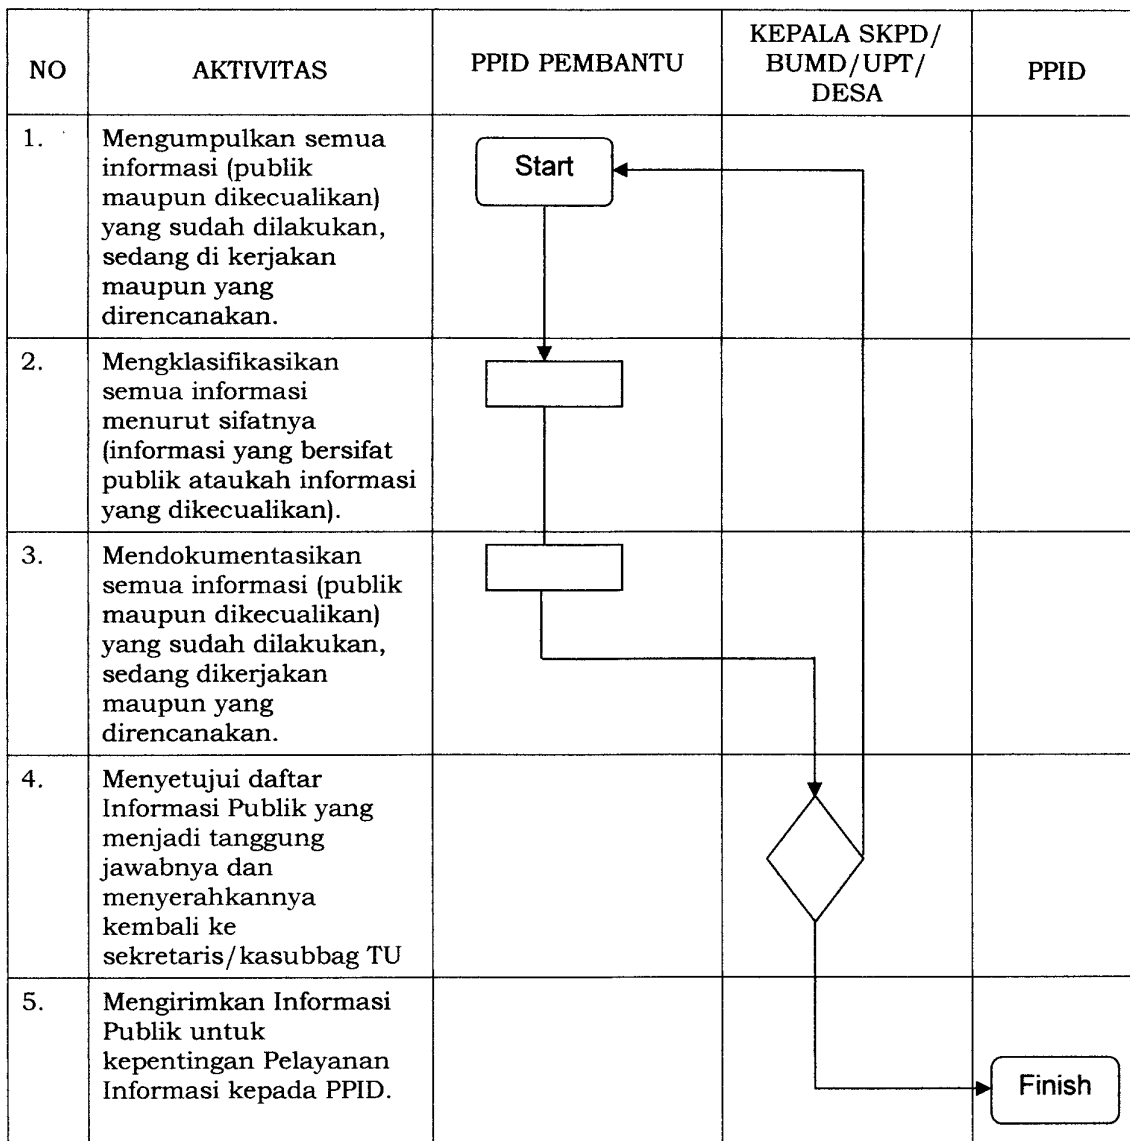 NO
AKTIVITAS
PPID PEMBANTU
KEPALA SKPD/
BUMD/UPT/
DESA
PPID
1.
Mengumpulkan semua
informasi (publik
maupun dikecualikan)
yang sudah dilakukan,
sedang di kerjakan
maupun yang
direncanakan.
Start
2.
Mengklasifikasikan
semua informasi
menurut sifatnya
(informasi yang bersifat
publik ataukah informasi
yang dikecualikan).
3.
Mendokumentasikan
semua informasi (publik
maupun dikecualikan)
yang sudah dilakukan,
sedang dikerjakan
maupun yang
direncanakan.
4.
Menyetujui daftar
Informasi Publik yang
menjadi tanggung
jawabnya dan
menyerahkannya
kembali ke
sekretaris/kasubbag TU
5.
Mengirimkan Informasi
Publik untuk
kepentingan Pelayanan
Informasi kepada PPID.
Finish